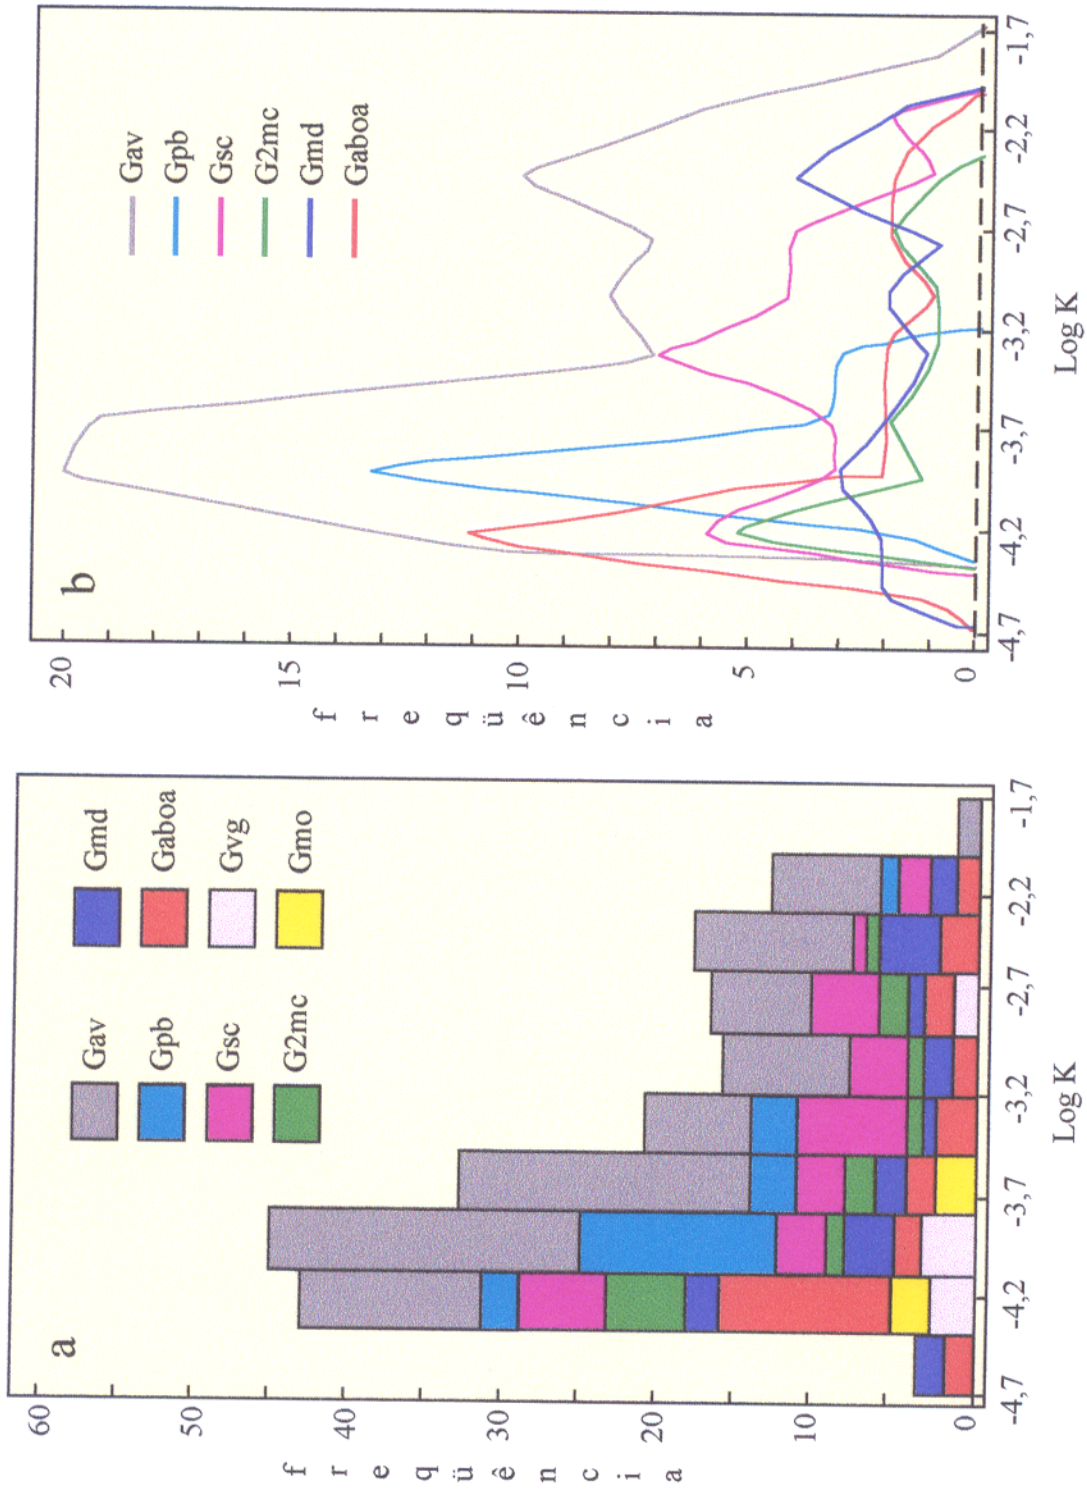 a
60
50
40
30
20
10
0
f r e q ü ê n c i a
Gav
Gpb
Gsc
G2mc
Gmd
Gaboa
Gvg
Gmo
-4,7
-4,2
-3,7
-3,2
-2,7
-2,2
-1,7
Log K
b
20
15
10
5
0
f r e q ü ê n c i a
Gav
Gpb
Gsc
G2mc
Gmd
Gaboa
-4,7
-4,2
-3,7
-3,2
-2,7
-2,2
-1,7
Log K